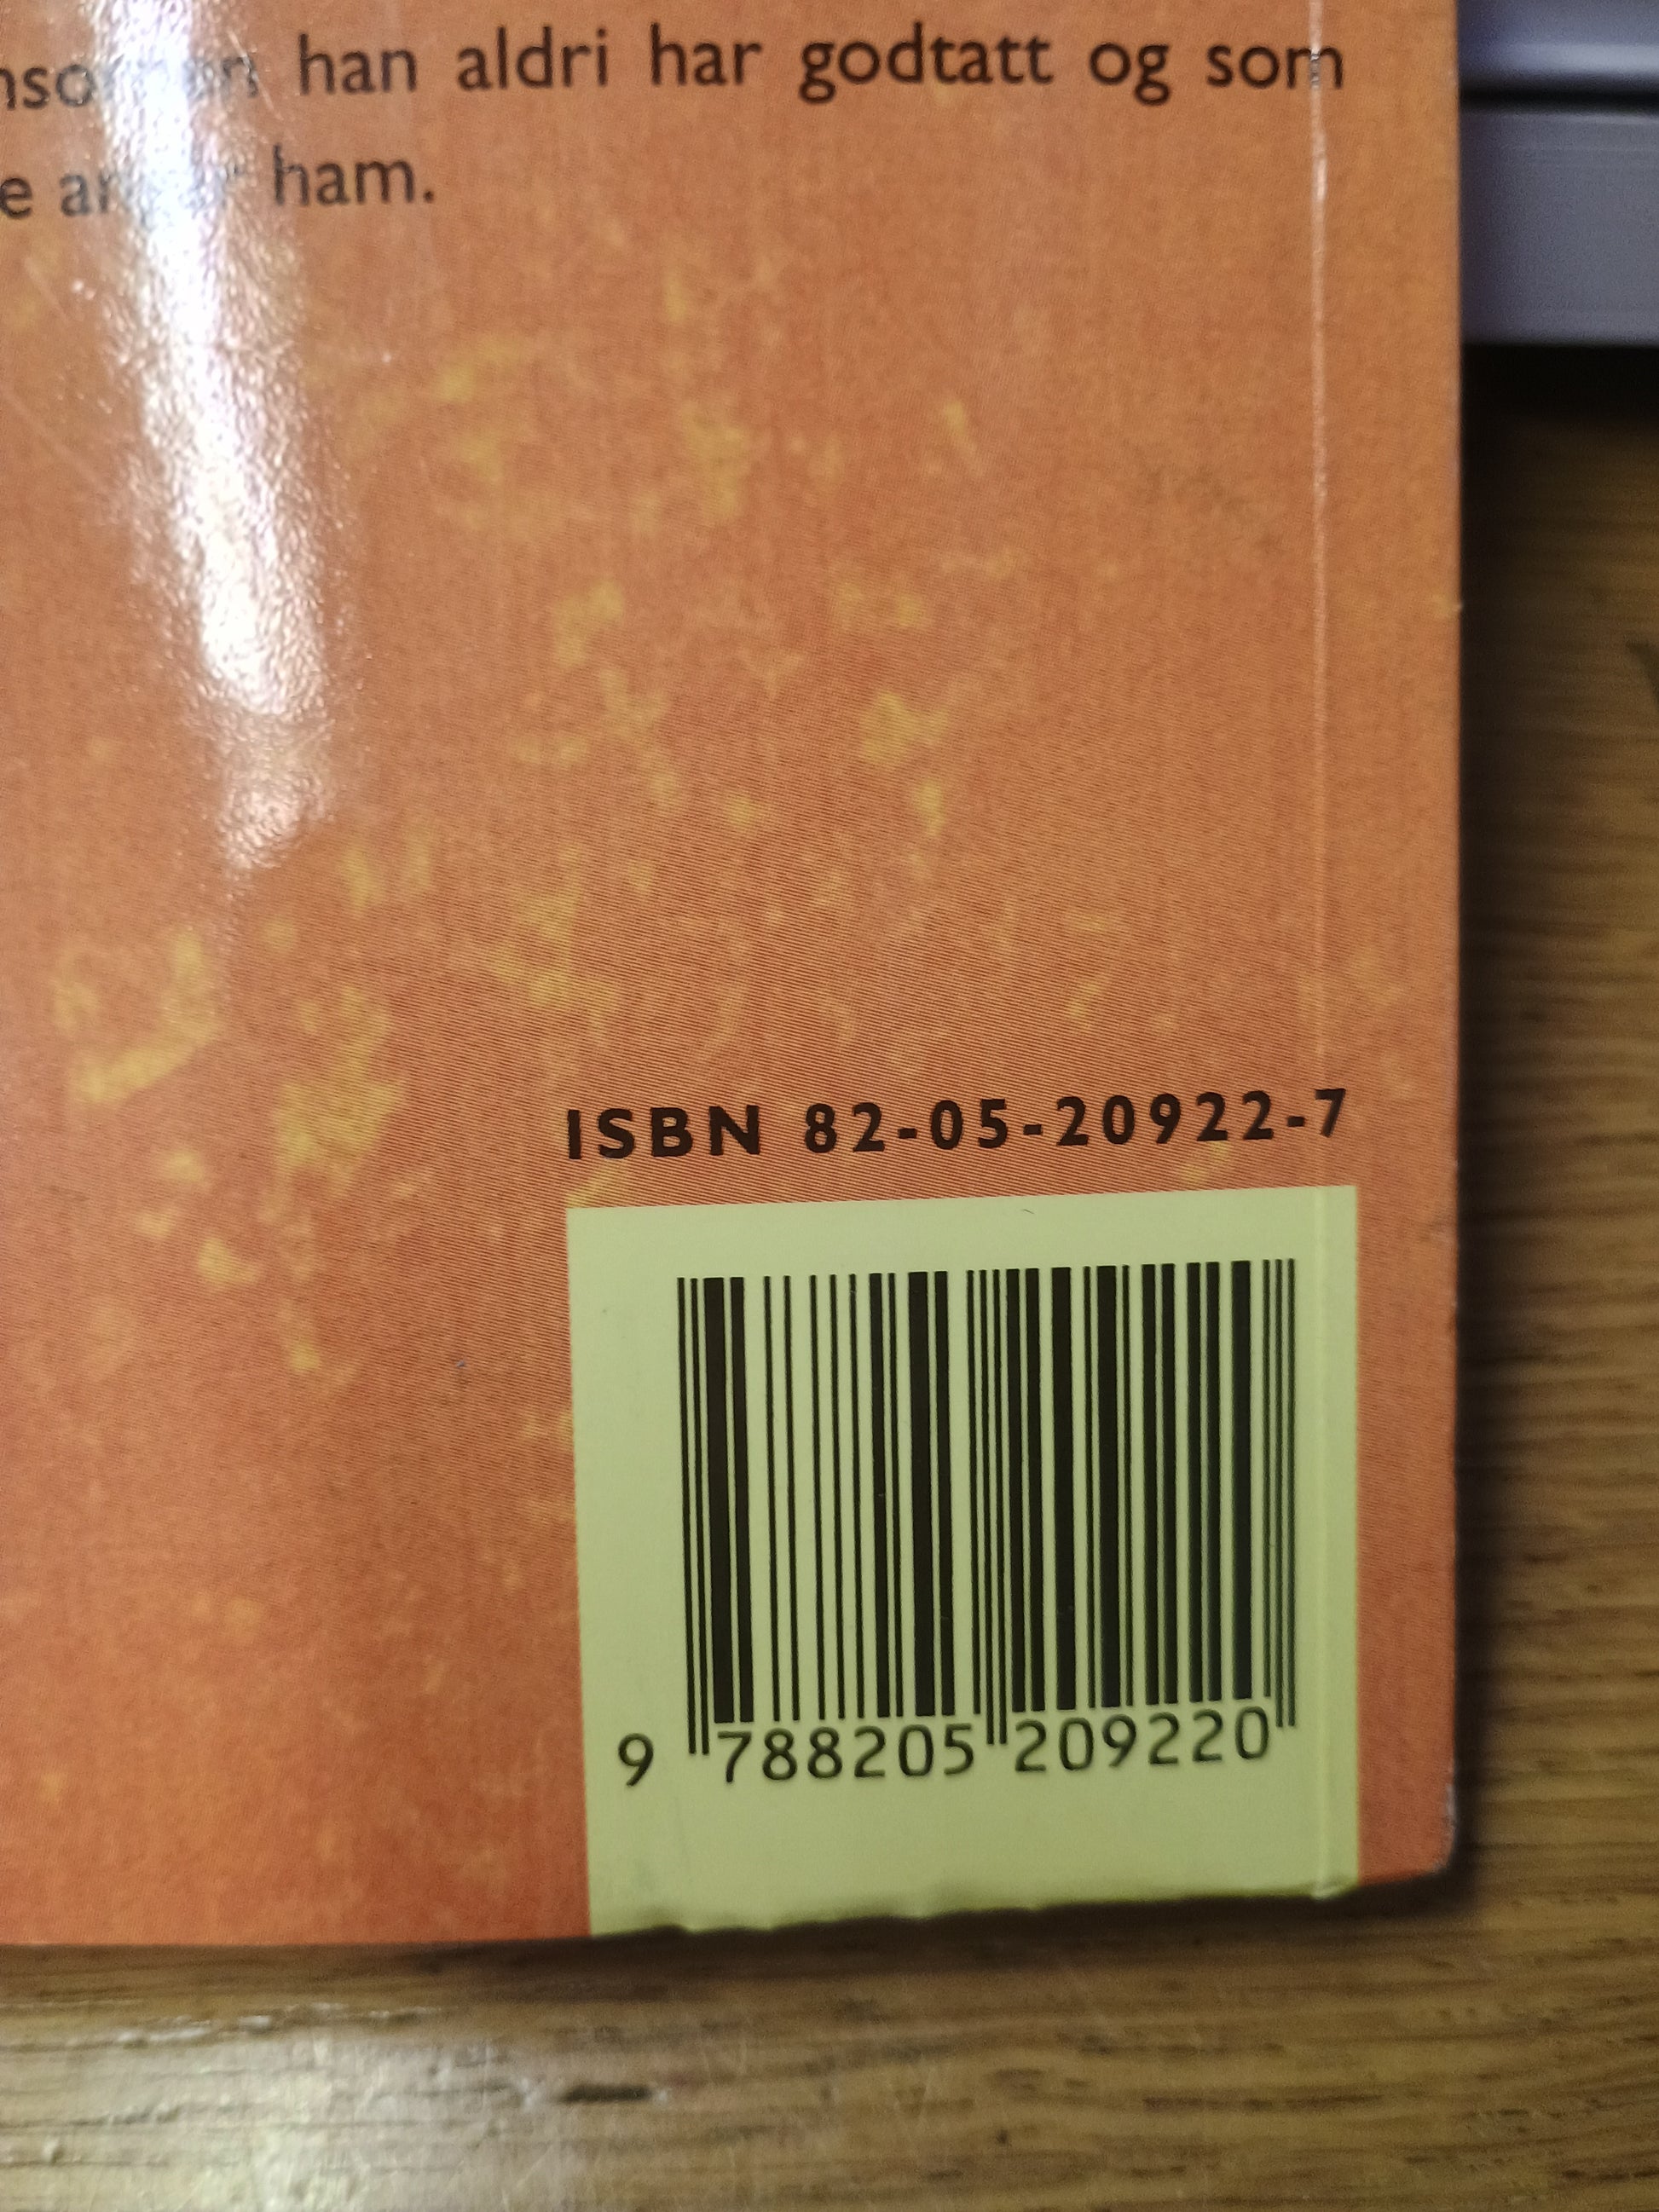 han aldri har godtatt og som
ham.
ISBN 82-05-20922-7
9 788205 209220